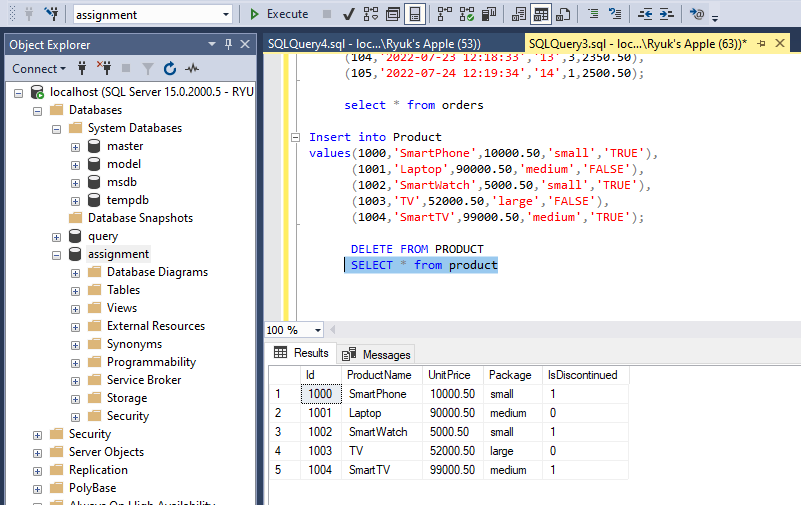 assignment
Execute
Object Explorer
Connect
localhost (SQL Server 15.0.2000.5 - RYU
Databases
System Databases
master
model
msdb
tempdb
Database Snapshots
query
assignment
Database Diagrams
Tables
Views
External Resources
Synonyms
Programmability
Service Broker
Storage
Security
Security
Server Objects
Replication
PolyBase
Always On High Availability
SQLQuery4.sql - loc...\Ryuk's Apple (53))
SQLQuery3.sql - loc...\Ryuk's Apple (63))*
(104,'2022-07-23 12:18:33','13',3,2350.50),
(105,'2022-07-24 12:19:34','14',1,2500.50);
select * from orders
Insert into Product
values(1000,'SmartPhone',10000.50,'small','TRUE'),
(1001,'Laptop',90000.50,'medium','FALSE'),
(1002,'SmartWatch',5000.50,'small','TRUE'),
(1003,'TV',52000.50,'large','FALSE'),
(1004,'SmartTV',99000.50,'medium','TRUE');
DELETE FROM PRODUCT
SELECT * from product
100 %
Results
Messages
Id ProductName UnitPrice Package IsDiscontinued
1 1000 SmartPhone 10000.50 small 1
2 1001 Laptop 90000.50 medium 0
3 1002 SmartWatch 5000.50 small 1
4 1003 TV 52000.50 large 0
5 1004 SmartTV 99000.50 medium 1